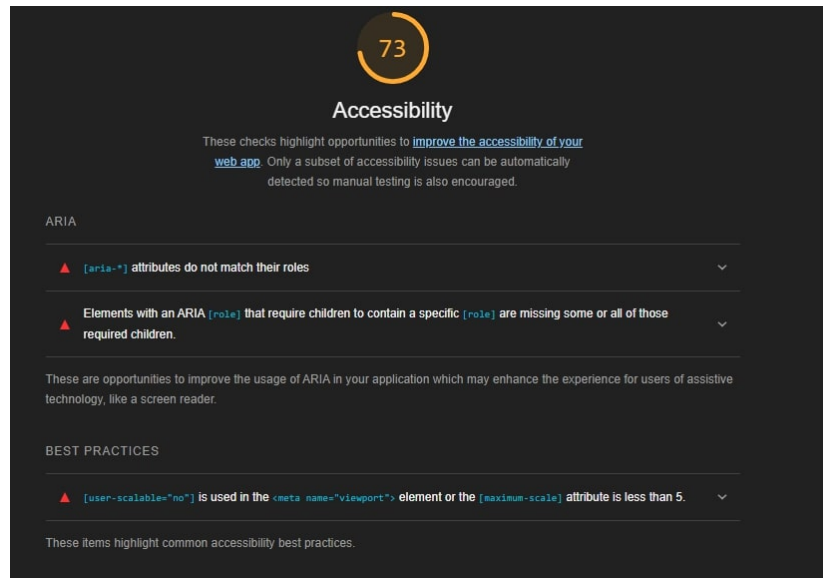 73
Accessibility
These checks highlight opportunities to improve the accessibility of your
web app. Only a subset of accessibility issues can be automatically
detected so manual testing is also encouraged.
ARIA
[aria-*] attributes do not match their roles
Elements with an ARIA [role] that require children to contain a specific [role] are missing some or all of those
required children.
These are opportunities to improve the usage of ARIA in your application which may enhance the experience for users of assistive
technology, like a screen reader.
BEST PRACTICES
[user-scalable="no"] is used in the <meta name="viewport"> element or the [maximum-scale] attribute is less than 5.
These items highlight common accessibility best practices.